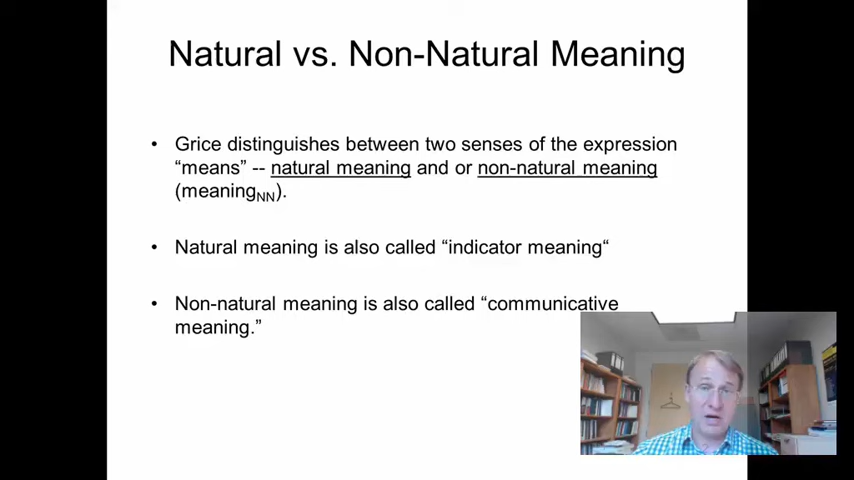 Natural vs. Non-Natural Meaning
• Grice distinguishes between two senses of the expression
“means” -- natural meaning and or non-natural meaning
(meaningNN).
• Natural meaning is also called “indicator meaning“
• Non-natural meaning is also called “communicative
meaning.”